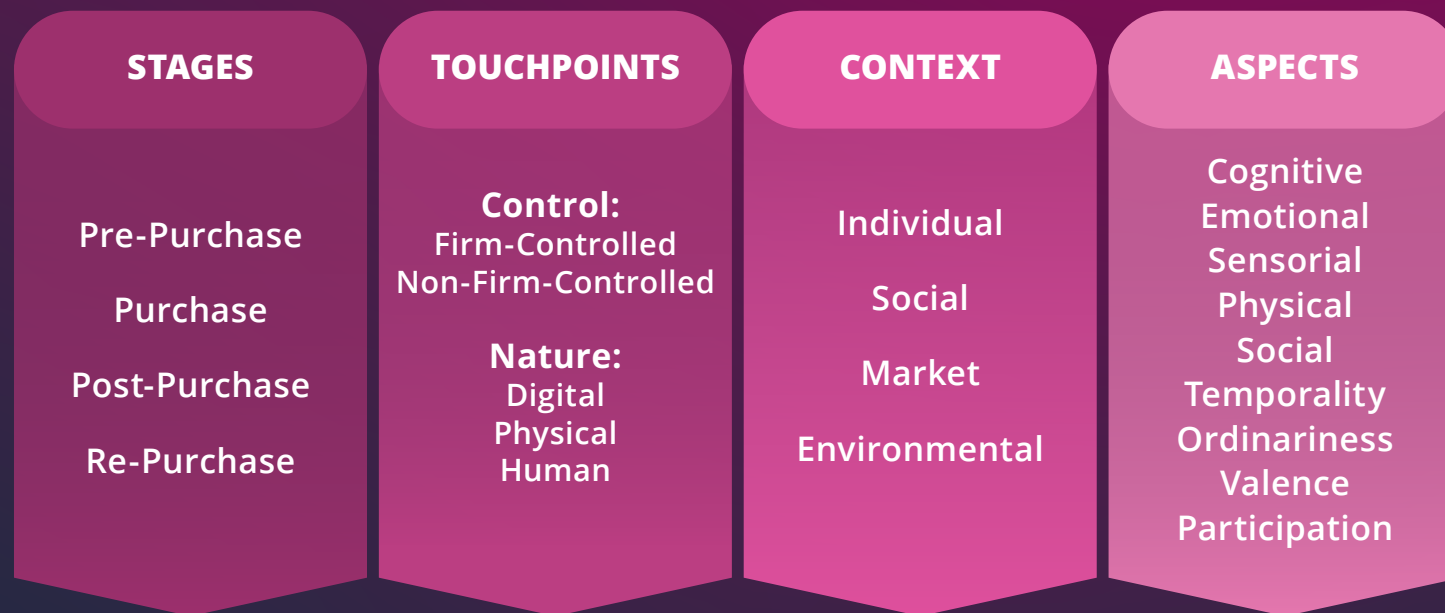 STAGES
Pre-Purchase
Purchase
Post-Purchase
Re-Purchase
TOUCHPOINTS
Control:
Firm-Controlled
Non-Firm-Controlled
Nature:
Digital
Physical
Human
CONTEXT
Individual
Social
Market
Environmental
ASPECTS
Cognitive
Emotional
Sensorial
Physical
Social
Temporality
Ordinariness
Valence
Participation